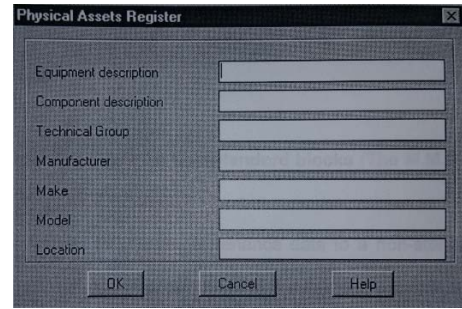 Physical Assets Register
Equipment description
Component description
Technical Group
Manufacturer
Make
Model
Location
OK
Cancel
Help